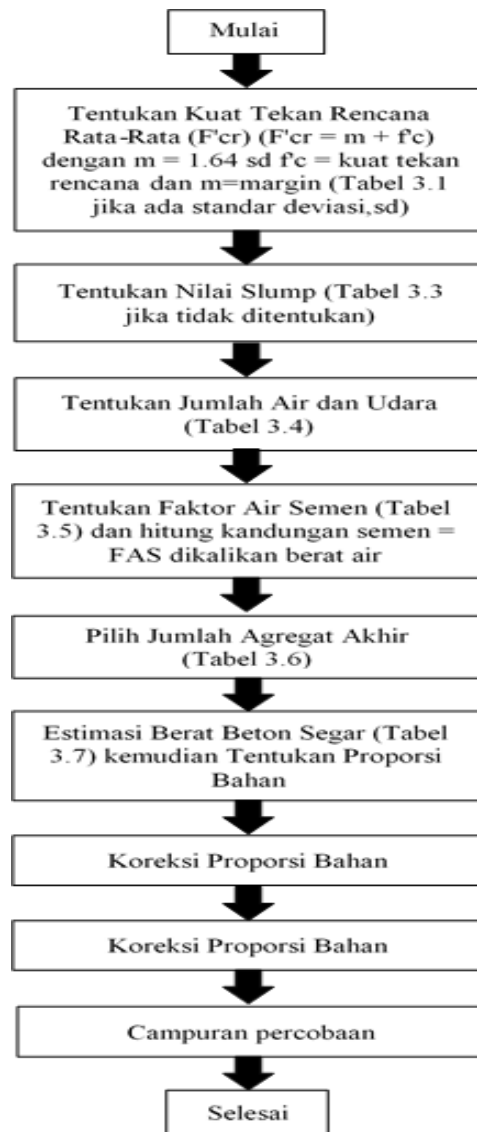 Mulai
Tentukan Kuat Tekan Rencana
Rata-Rata (F'cr) (F'cr = m + f'c)
dengan m = 1.64 sd f'c = kuat tekan
rencana dan m=margin (Tabel 3.1
jika ada standar deviasi,sd)
Tentukan Nilai Slump (Tabel 3.3
jika tidak ditentukan)
Tentukan Jumlah Air dan Udara
(Tabel 3.4)
Tentukan Faktor Air Semen (Tabel
3.5) dan hitung kandungan semen =
FAS dikalikan berat air
Pilih Jumlah Agregat Akhir
(Tabel 3.6)
Estimasi Berat Beton Segar (Tabel
3.7) kemudian Tentukan Proporsi
Bahan
Koreksi Proporsi Bahan
Koreksi Proporsi Bahan
Campuran percobaan
Selesai